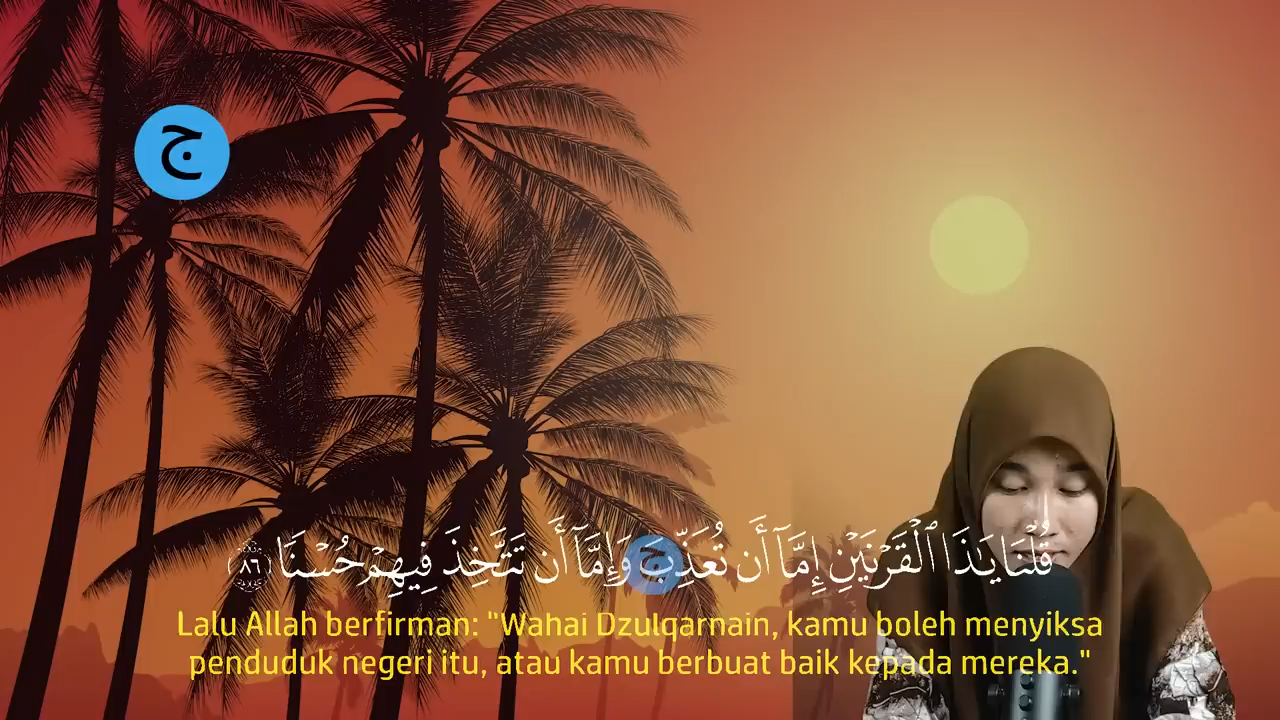 ج
قُلْنَا يَـٰذَا ٱلْقَرْنَيْنِ إِمَّآ أَن تُعَذِّبَ ج وَإِمَّآ أَن تَتَّخِذَ فِيهِمْ حُسْنًا ٨٦
Lalu Allah berfirman: "Wahai Dzulqarnain, kamu boleh menyiksa
penduduk negeri itu, atau kamu berbuat baik kepada mereka."